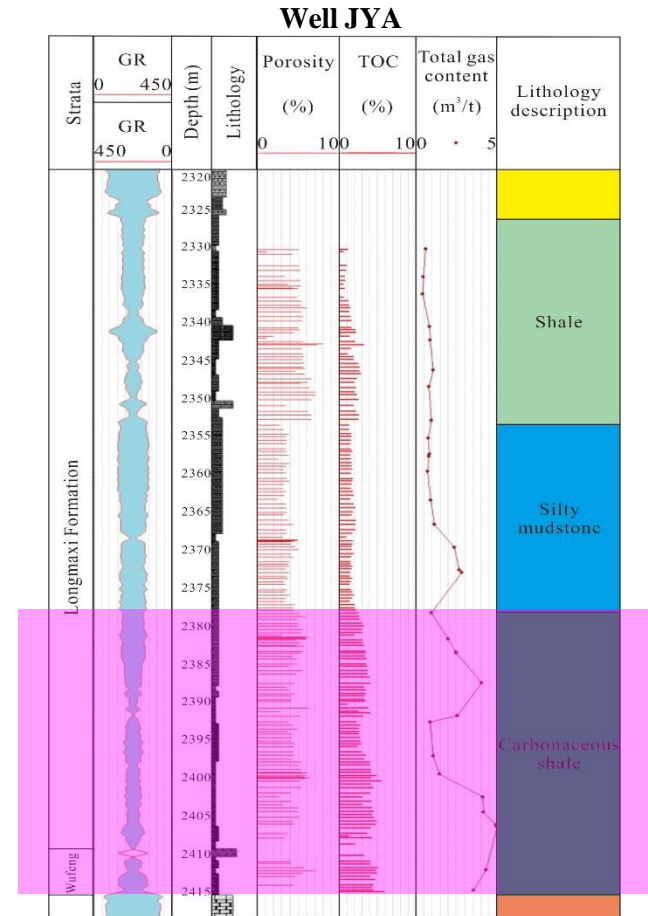 Well JYA
Strata
GR
0 450
GR
450 0
Depth (m)
Lithology
Porosity
(%)
0 10
TOC
(%)
0 10
Total gas
content
(m³/t)
0 5
Lithology
description
Longmaxi Formation
Wufeng
2320
2325
2330
2335
2340
2345
2350
2355
2360
2365
2370
2375
2380
2385
2390
2395
2400
2405
2410
2415
Shale
Silty
mudstone
Carbonaceous
shale